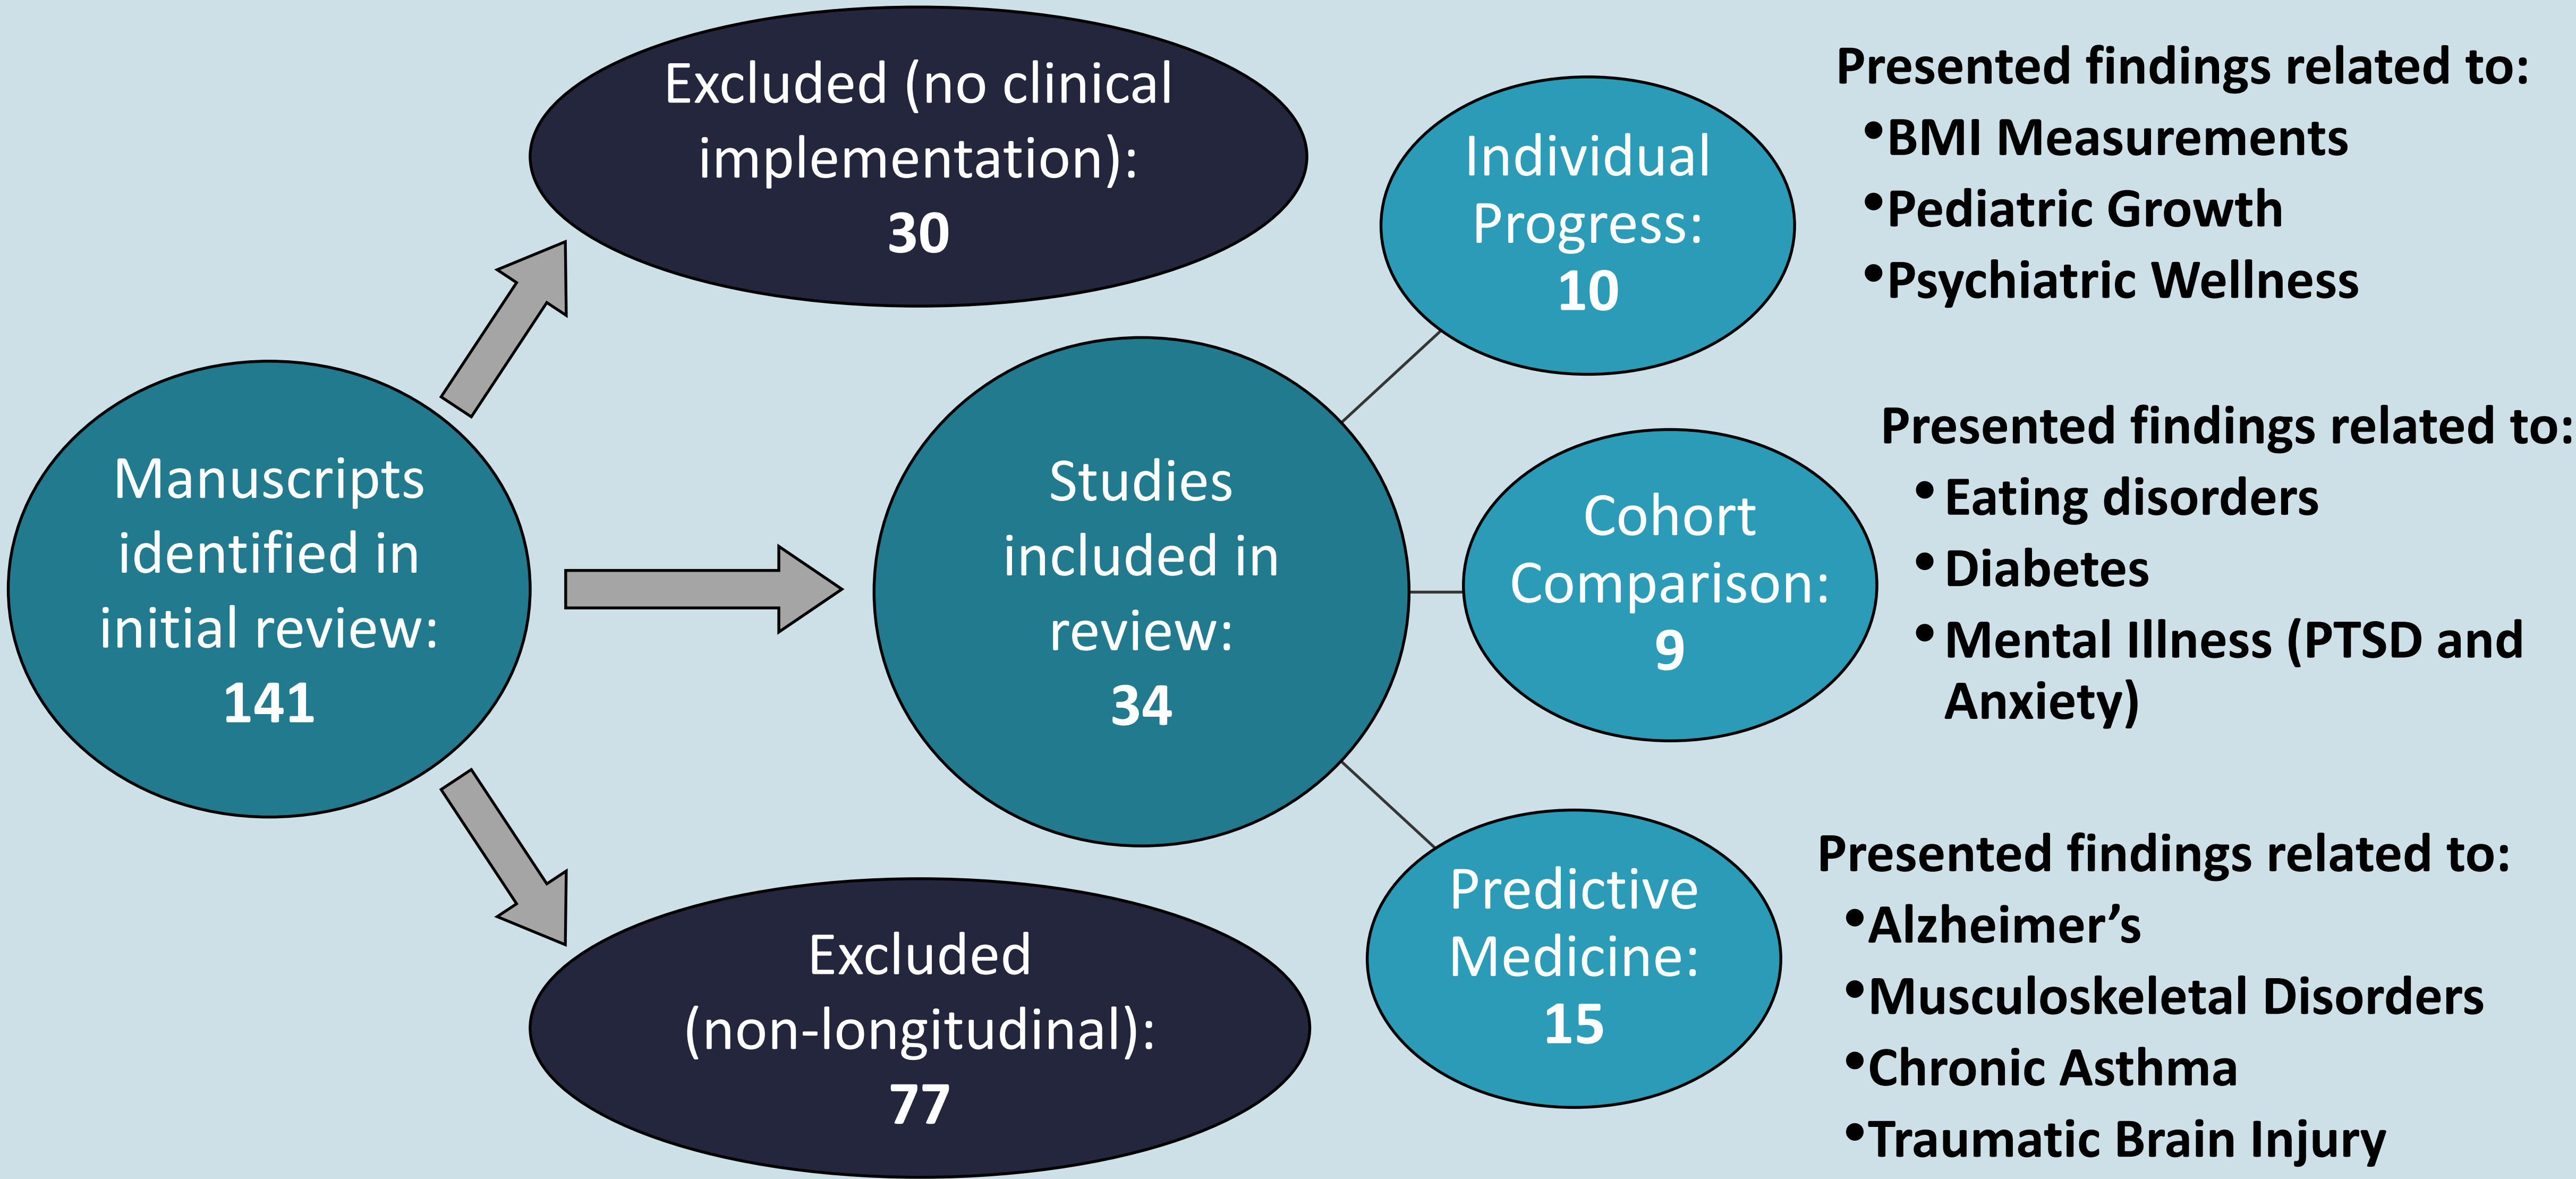 Manuscripts
identified in
initial review:
141
Excluded (no clinical
implementation):
30
Studies
included in
review:
34
Excluded
(non-longitudinal):
77
Individual
Progress:
10
Presented findings related to:
•BMI Measurements
•Pediatric Growth
•Psychiatric Wellness
Cohort
Comparison:
9
Presented findings related to:
• Eating disorders
• Diabetes
• Mental Illness (PTSD and
Anxiety)
Predictive
Medicine:
15
Presented findings related to:
•Alzheimer’s
•Musculoskeletal Disorders
•Chronic Asthma
•Traumatic Brain Injury